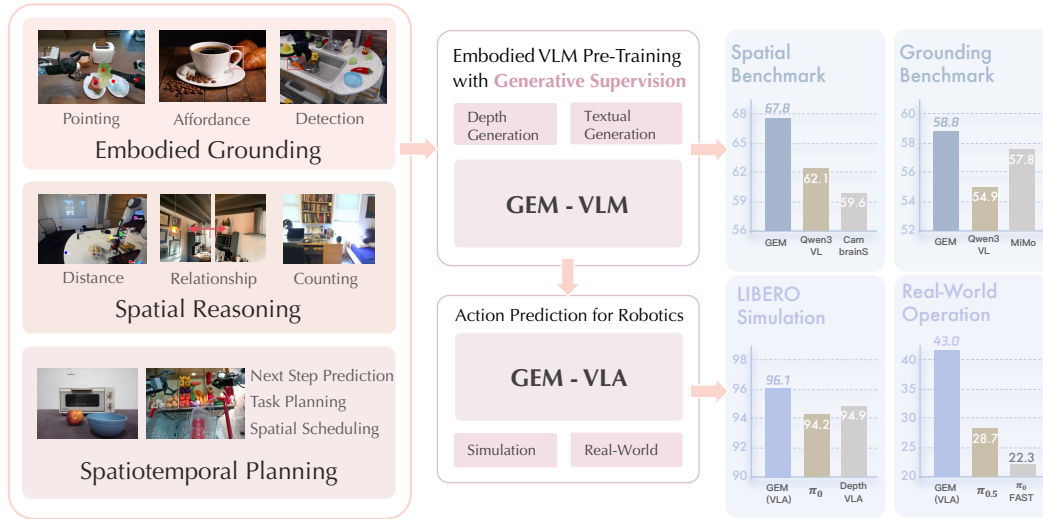 Pointing
Affordance
Detection
Embodied Grounding
Distance
Relationship
Counting
Spatial Reasoning
Next Step Prediction
Task Planning
Spatial Scheduling
Spatiotemporal Planning
Embodied VLM Pre-Training
with Generative Supervision
Depth
Generation
Textual
Generation
GEM - VLM
Action Prediction for Robotics
GEM - VLA
Simulation
Real-World
Spatial
Benchmark
68
65
62
59
56
67.8
62.1
59.6
GEM
Qwen3
VL
Cam
brainS
Grounding
Benchmark
60
58
56
54
52
58.8
54.9
57.8
GEM
Qwen3
VL
MiMo
LIBERO
Simulation
98
96
94
92
90
96.1
94.2
94.9
GEM
(VLA)
π0
Depth
VLA
Real-World
Operation
40
35
30
25
20
43.0
28.7
22.3
GEM
(VLA)
π0.5
π0
FAST